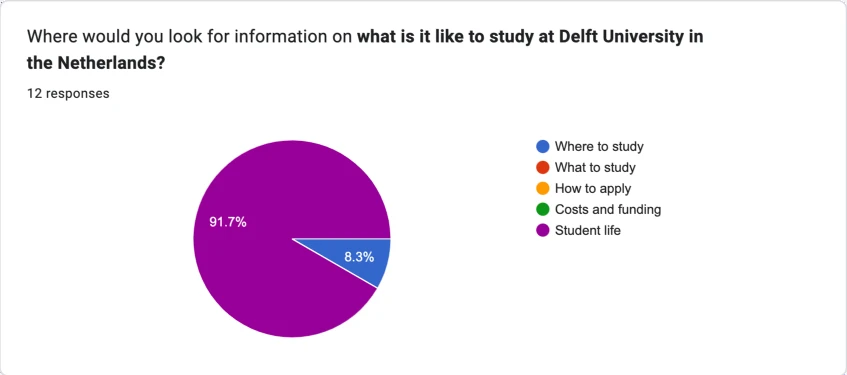 Where would you look for information on what is it like to study at Delft University in
the Netherlands?
12 responses
91.7%
8.3%
Where to study
What to study
How to apply
Costs and funding
Student life